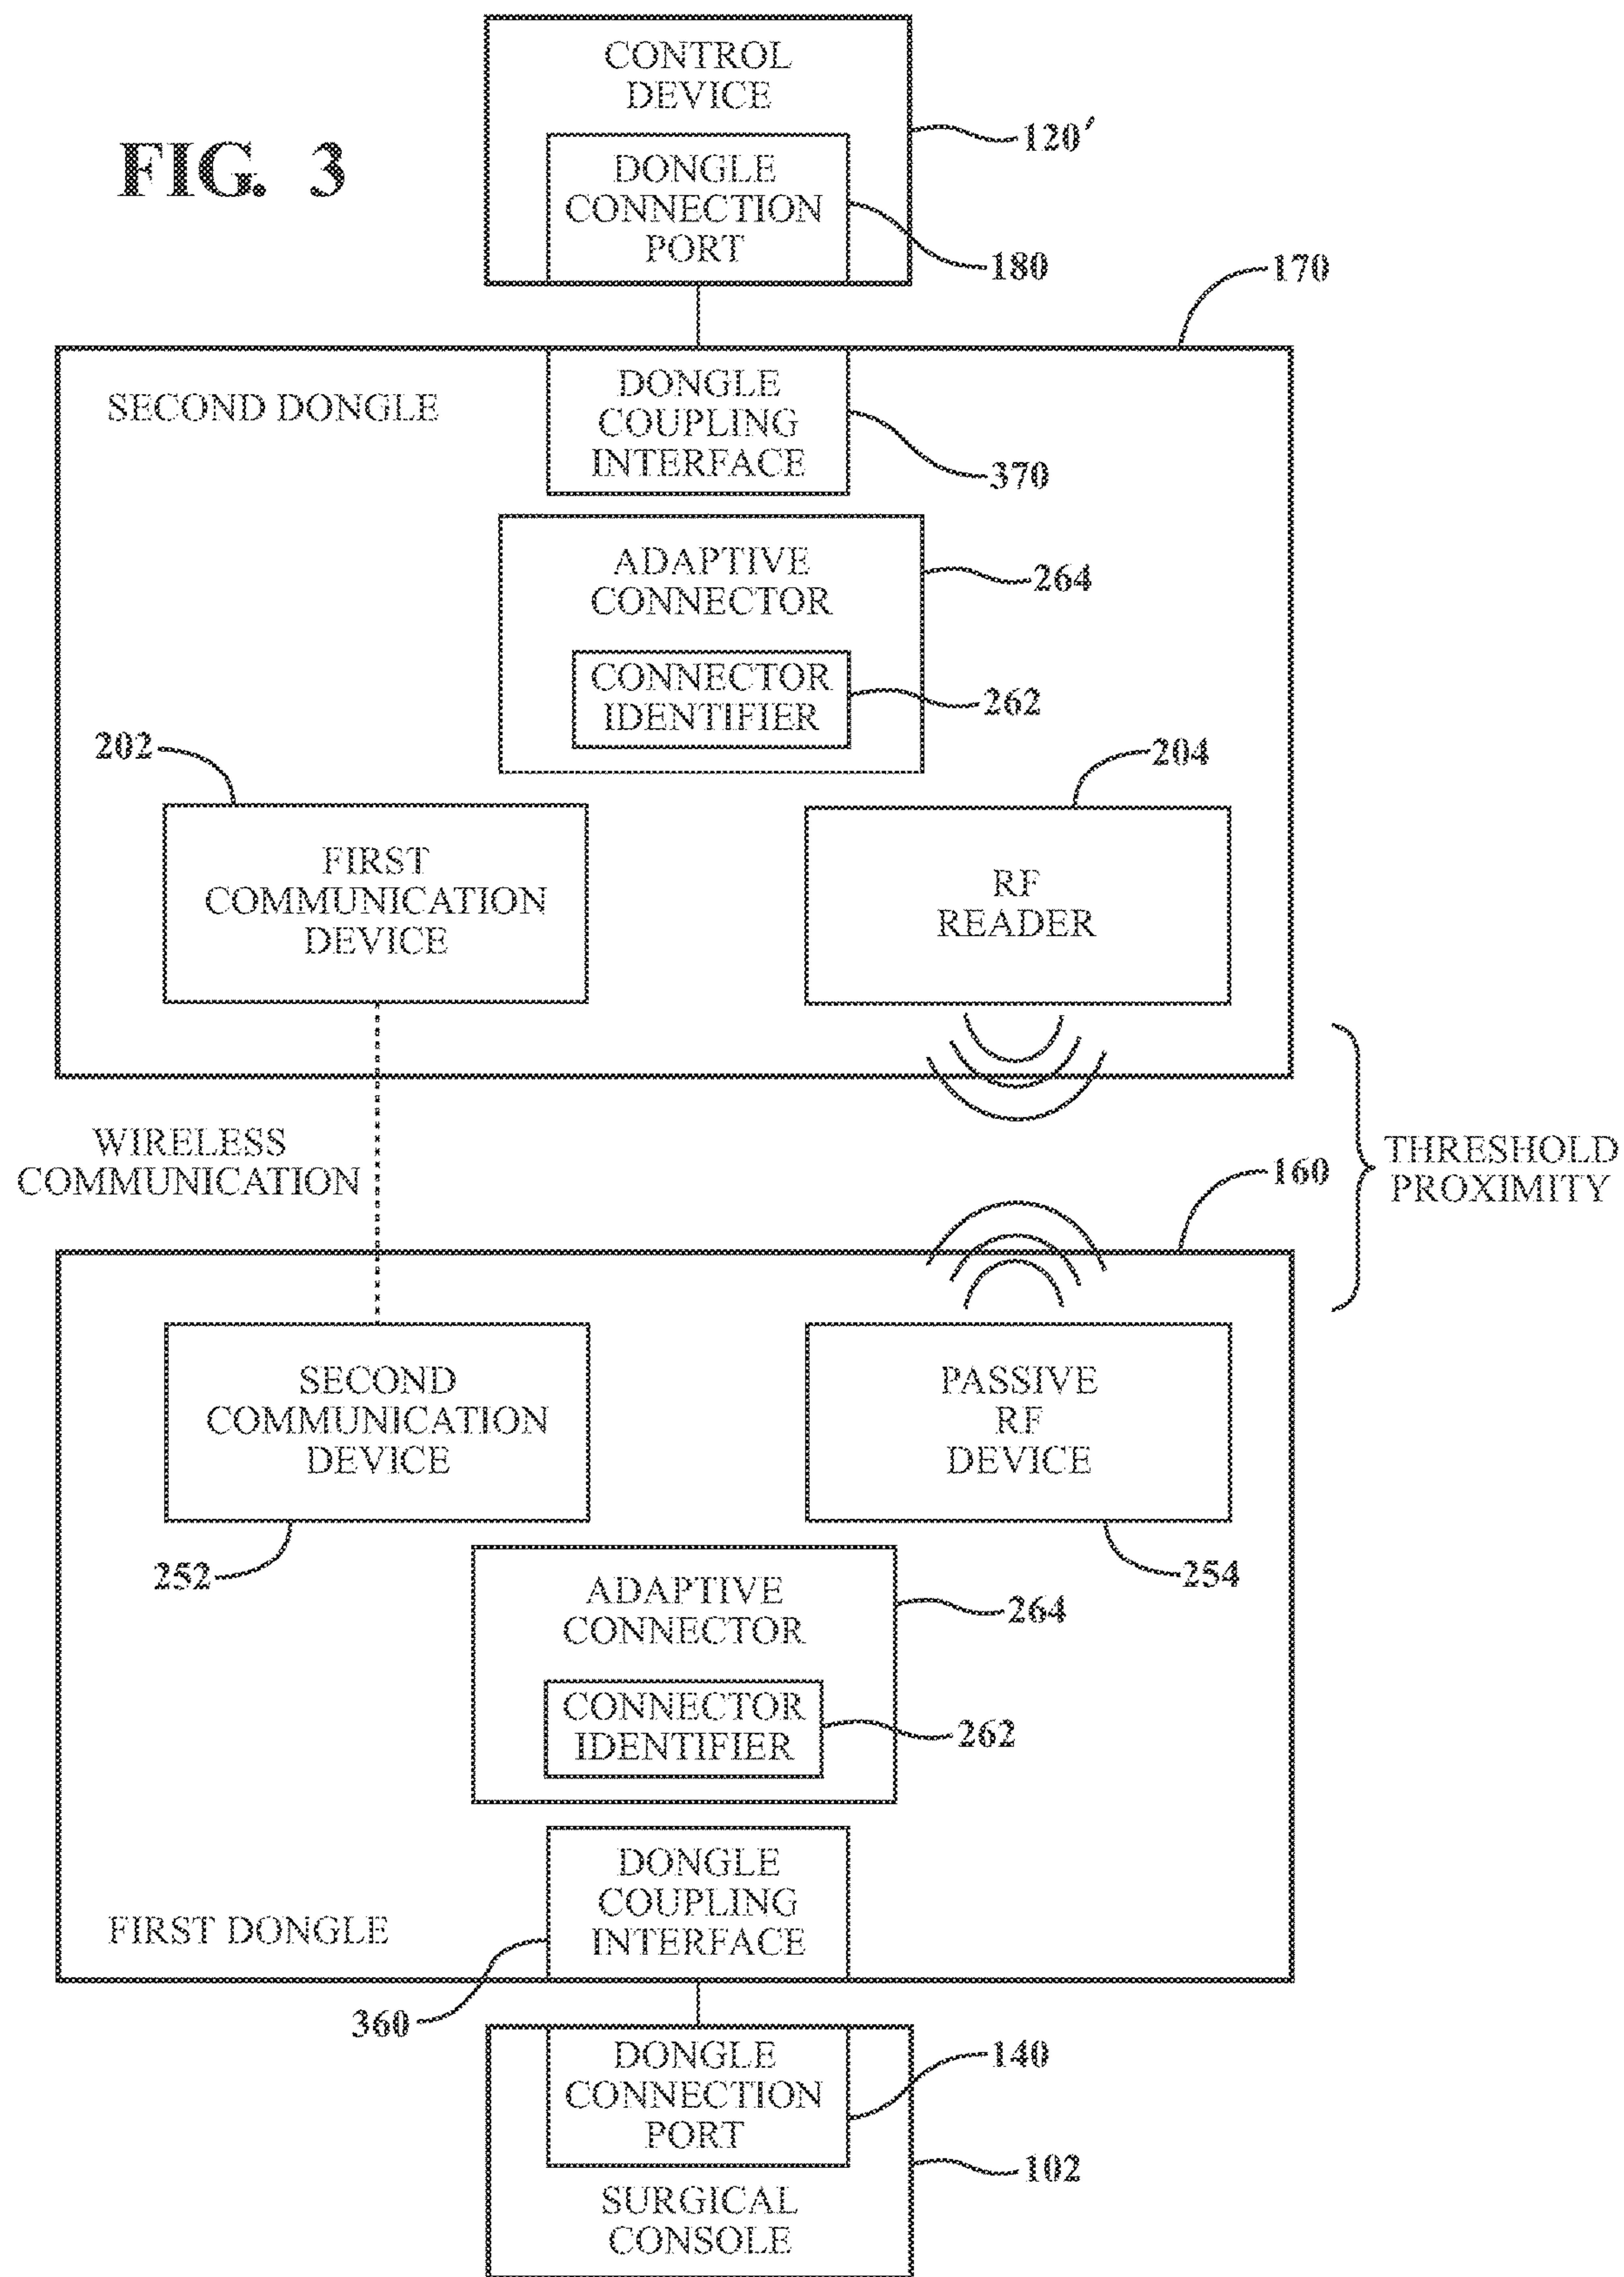 FIG. 3
CONTROL
DEVICE
120′
DONGLE
CONNECTION
PORT
180
170
SECOND DONGLE
DONGLE
COUPLING
INTERFACE
370
ADAPTIVE
CONNECTOR
264
CONNECTOR
IDENTIFIER
262
202
204
FIRST
COMMUNICATION
DEVICE
RF
READER
WIRELESS
COMMUNICATION
THRESHOLD
PROXIMITY
160
SECOND
COMMUNICATION
DEVICE
PASSIVE
RF
DEVICE
252
254
ADAPTIVE
CONNECTOR
264
CONNECTOR
IDENTIFIER
262
DONGLE
COUPLING
INTERFACE
FIRST DONGLE
360
DONGLE
CONNECTION
PORT
140
102
SURGICAL
CONSOLE